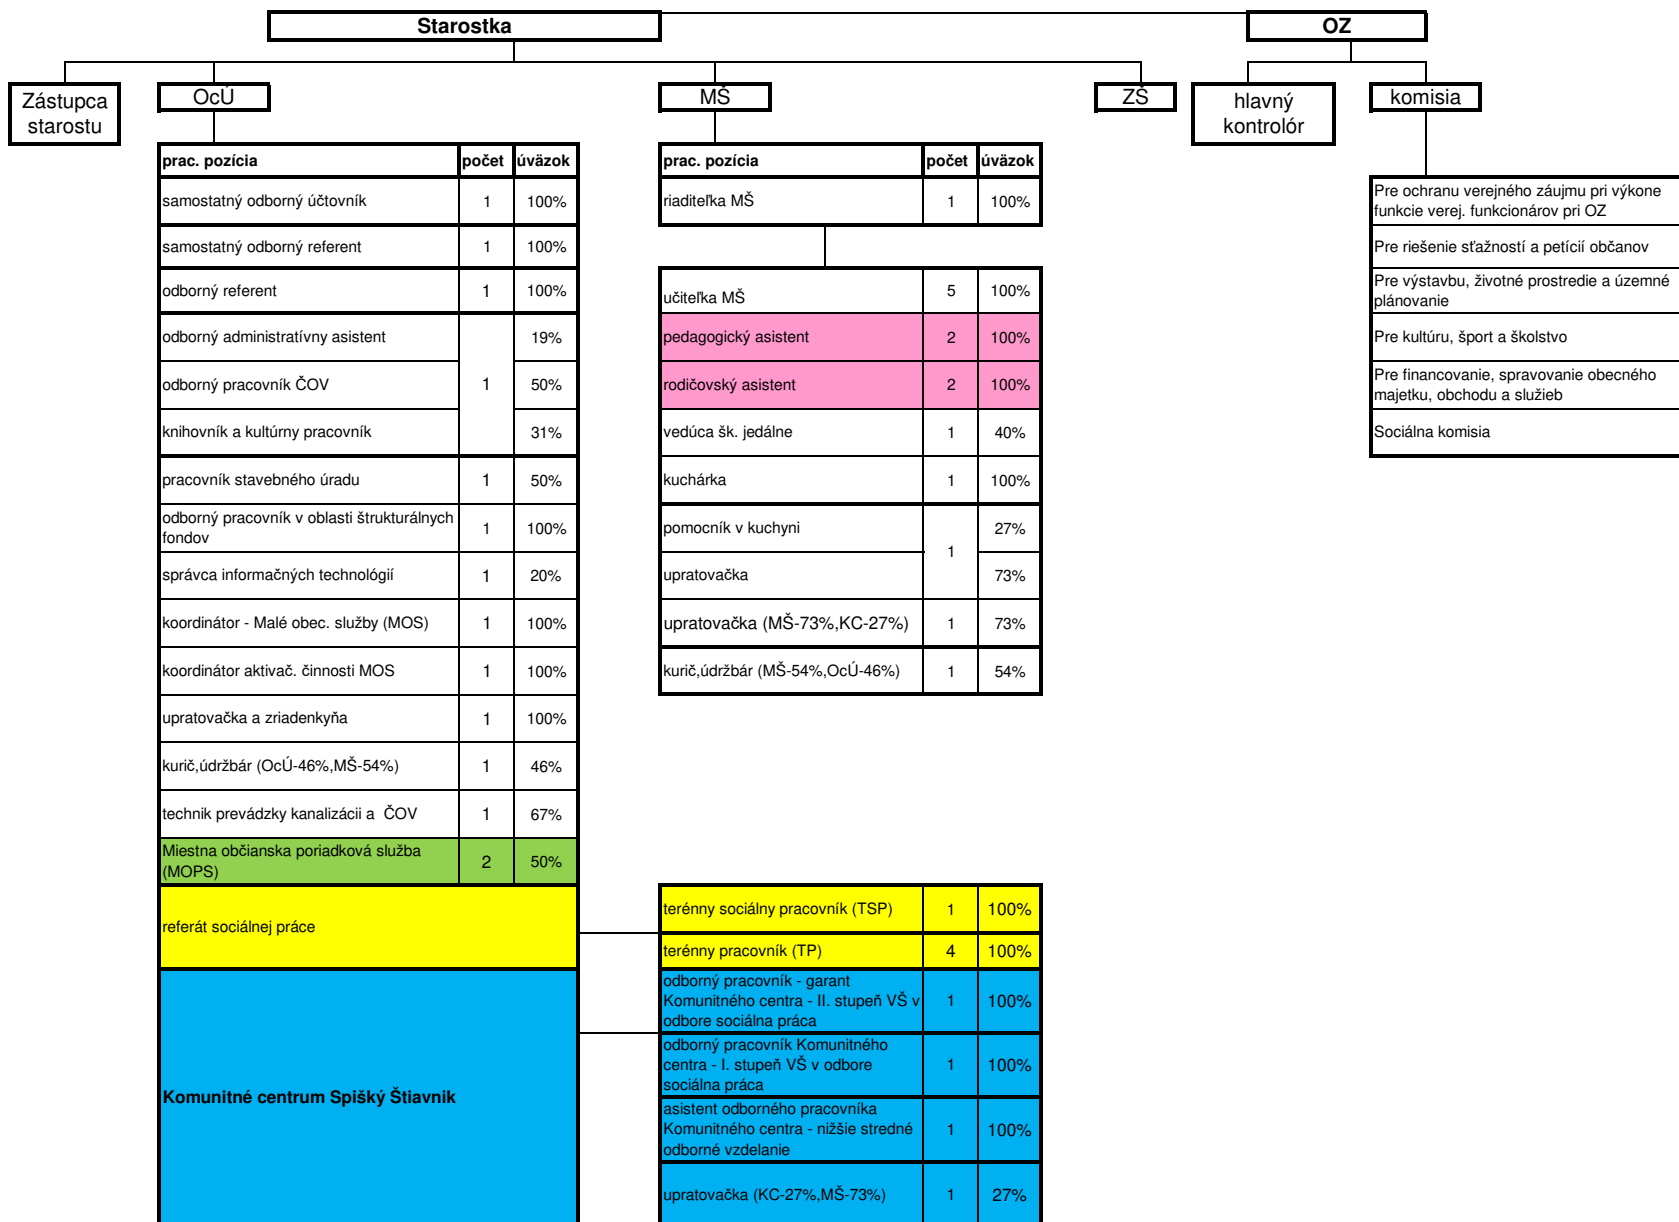 Starostka
OZ
Zástupca
starostu
OcÚ
MŠ
ZŠ
hlavný
kontrolór
komisia
prac. pozícia počet úväzok
samostatný odborný účtovník 1 100%
samostatný odborný referent 1 100%
odborný referent 1 100%
odborný administratívny asistent 19%
odborný pracovník ČOV 1 50%
knihovník a kultúrny pracovník 31%
pracovník stavebného úradu 1 50%
odborný pracovník v oblasti štrukturálnych
fondov 1 100%
správca informačných technológií 1 20%
koordinátor - Malé obec. služby (MOS) 1 100%
koordinátor aktivač. činnosti MOS 1 100%
upratovačka a zriadenkyňa 1 100%
kurič,údržbár (OcÚ-46%,MŠ-54%) 1 46%
technik prevádzky kanalizácii a ČOV 1 67%
Miestna občianska poriadková služba
(MOPS) 2 50%
referát sociálnej práce
Komunitné centrum Spišký Štiavnik
prac. pozícia počet úväzok
riaditeľka MŠ 1 100%
učiteľka MŠ 5 100%
pedagogický asistent 2 100%
rodičovský asistent 2 100%
vedúca šk. jedálne 1 40%
kuchárka 1 100%
pomocník v kuchyni 27%
1
upratovačka 73%
upratovačka (MŠ-73%,KC-27%) 1 73%
kurič,údržbár (MŠ-54%,OcÚ-46%) 1 54%
terénny sociálny pracovník (TSP) 1 100%
terénny pracovník (TP) 4 100%
odborný pracovník - garant
Komunitného centra - II. stupeň VŠ v 1 100%
odbore sociálna práca
odborný pracovník Komunitného
centra - I. stupeň VŠ v odbore 1 100%
sociálna práca
asistent odborného pracovníka
Komunitného centra - nižšie stredné 1 100%
odborné vzdelanie
upratovačka (KC-27%,MŠ-73%) 1 27%
Pre ochranu verejného záujmu pri výkone
funkcie verej. funkcionárov pri OZ
Pre riešenie sťažností a petícií občanov
Pre výstavbu, životné prostredie a územné
plánovanie
Pre kultúru, šport a školstvo
Pre financovanie, spravovanie obecného
majetku, obchodu a služieb
Sociálna komisia